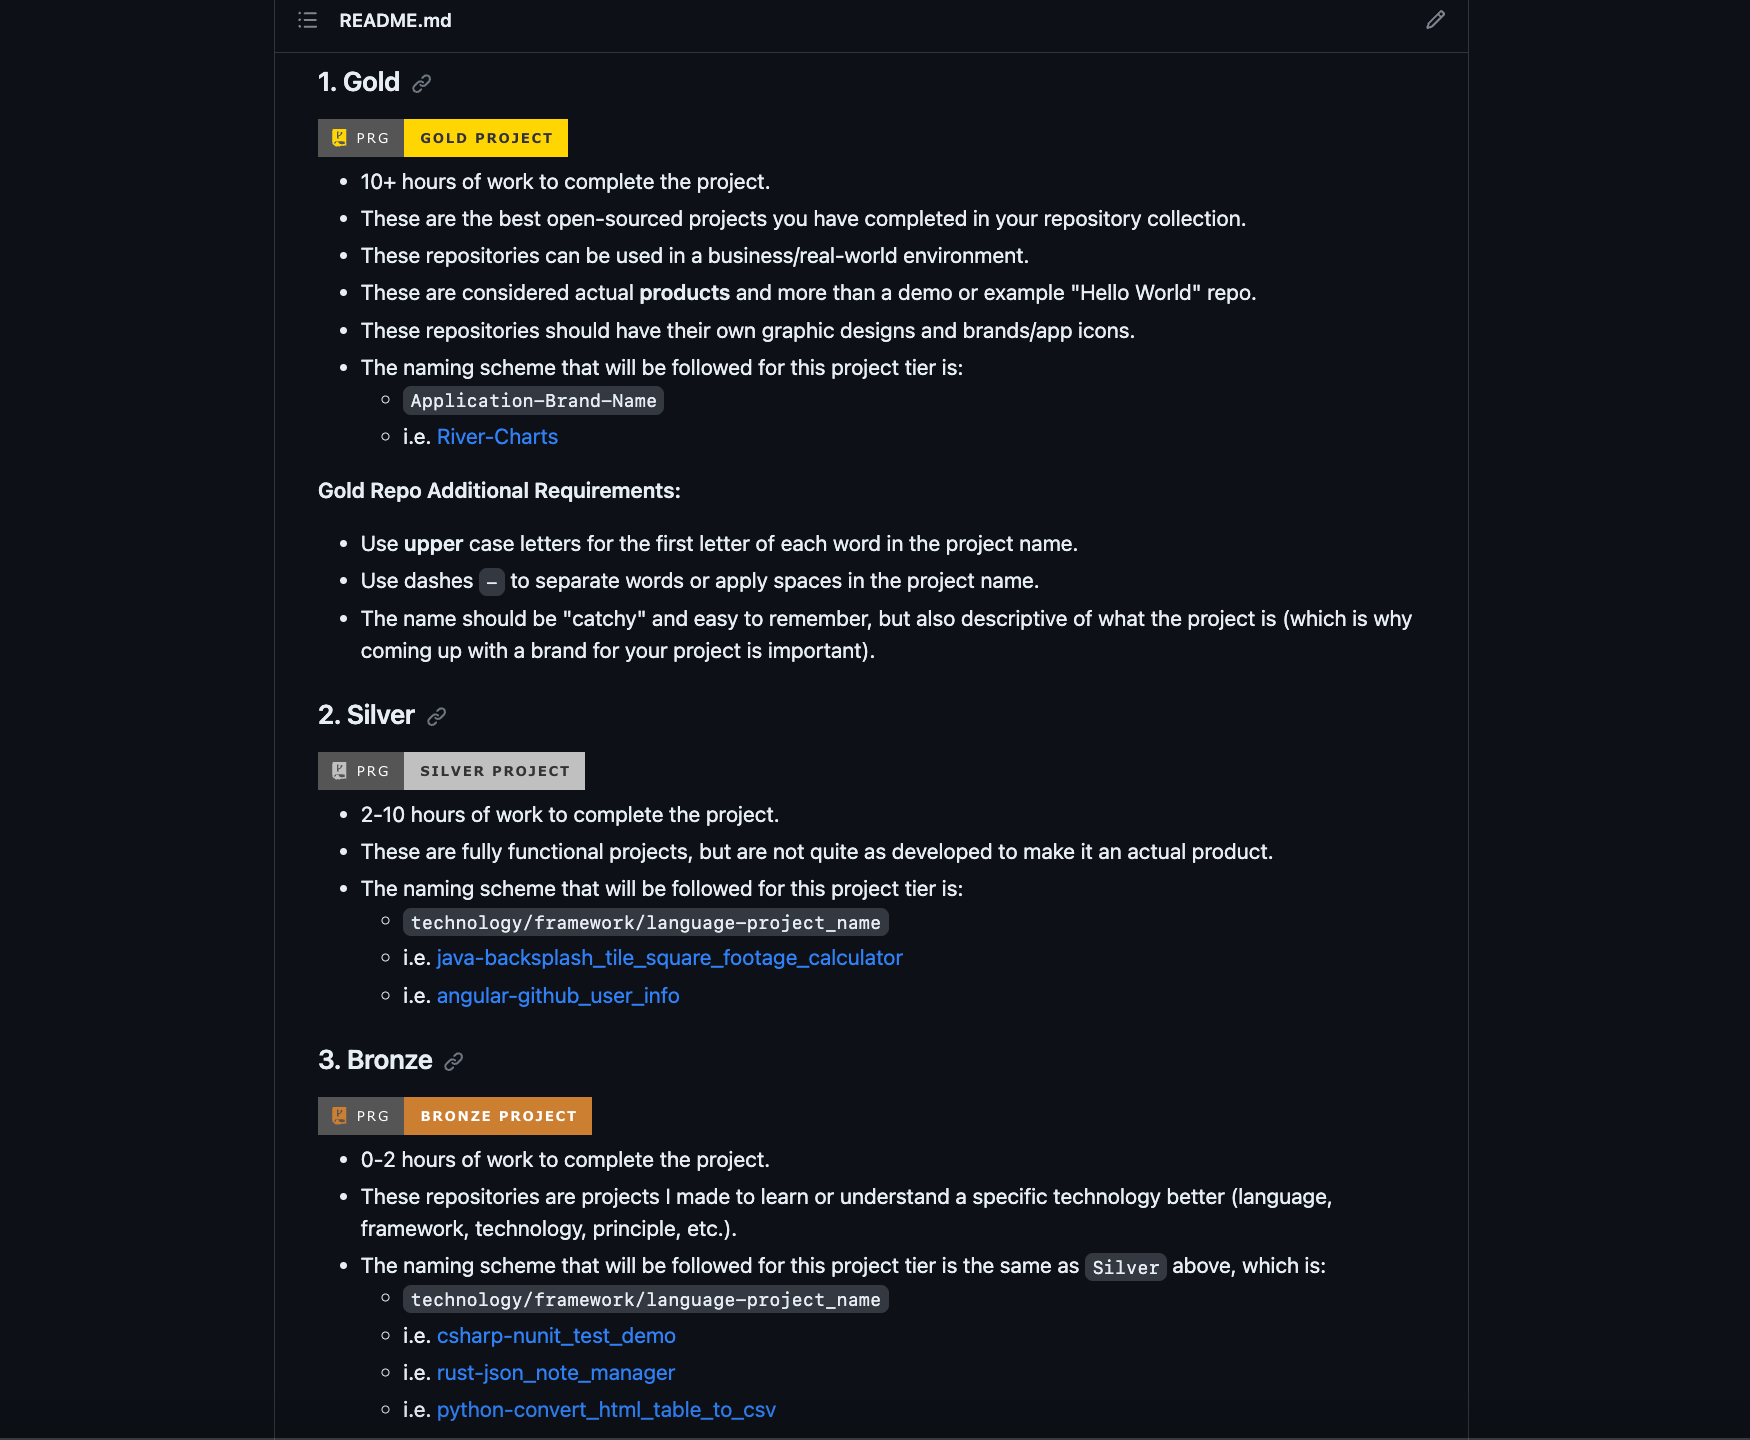 README.md
1. Gold
PRG GOLD PROJECT
• 10+ hours of work to complete the project.
• These are the best open-sourced projects you have completed in your repository collection.
• These repositories can be used in a business/real-world environment.
• These are considered actual products and more than a demo or example "Hello World" repo.
• These repositories should have their own graphic designs and brands/app icons.
• The naming scheme that will be followed for this project tier is:
◦ Application-Brand-Name
◦ i.e. River-Charts
Gold Repo Additional Requirements:
• Use upper case letters for the first letter of each word in the project name.
• Use dashes - to separate words or apply spaces in the project name.
• The name should be "catchy" and easy to remember, but also descriptive of what the project is (which is why
coming up with a brand for your project is important).
2. Silver
PRG SILVER PROJECT
• 2-10 hours of work to complete the project.
• These are fully functional projects, but are not quite as developed to make it an actual product.
• The naming scheme that will be followed for this project tier is:
◦ technology/framework/language-project_name
◦ i.e. java-backsplash_tile_square_footage_calculator
◦ i.e. angular-github_user_info
3. Bronze
PRG BRONZE PROJECT
• 0-2 hours of work to complete the project.
• These repositories are projects I made to learn or understand a specific technology better (language,
framework, technology, principle, etc.).
• The naming scheme that will be followed for this project tier is the same as Silver above, which is:
◦ technology/framework/language-project_name
◦ i.e. csharp-nunit_test_demo
◦ i.e. rust-json_note_manager
◦ i.e. python-convert_html_table_to_csv